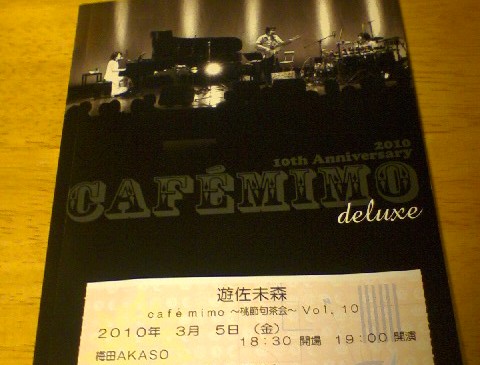 2010
10th Anniversary
CAFÉMIMO
deluxe
遊佐未森
café mimo ～桃節句茶会～ Vol. 10
2010年 3月 5日 (金)
18:30 開場 19:00 開演
梅田AKASO